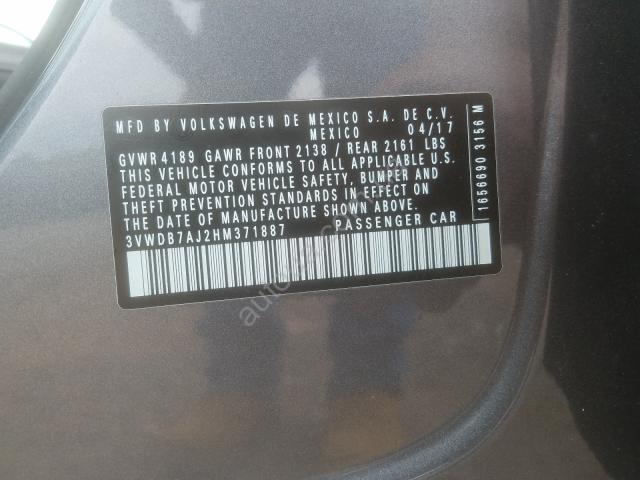 MFD BY VOLKSWAGEN DE MEXICO S.A. DE C.V.
MEXICO 04/17
GVWR 4189 GAWR FRONT 2138 / REAR 2161 LBS
THIS VEHICLE CONFORMS TO ALL APPLICABLE U.S.
FEDERAL MOTOR VEHICLE SAFETY, BUMPER AND
THEFT PREVENTION STANDARDS IN EFFECT ON
THE DATE OF MANUFACTURE SHOWN ABOVE.
3VWDB7AJ2HM371887 PASSENGER CAR
1656690 3156 M